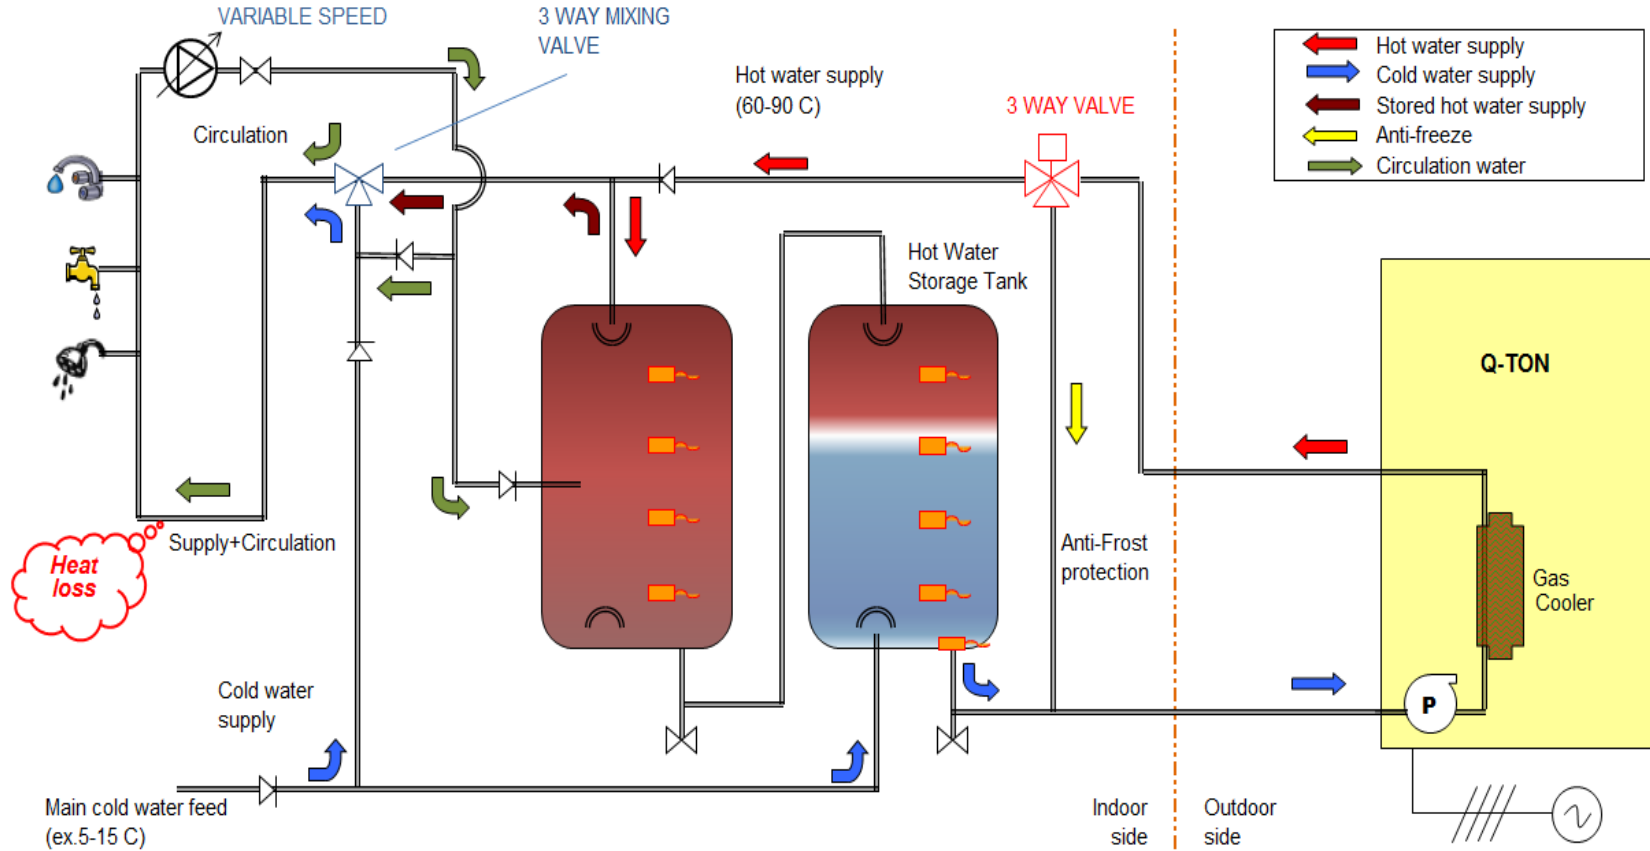 VARIABLE SPEED
3 WAY MIXING
VALVE
Hot water supply
(60-90 C)
3 WAY VALVE
Hot water supply
Cold water supply
Stored hot water supply
Anti-freeze
Circulation water
Circulation
Hot Water
Storage Tank
Q-TON
Heat
loss
Supply+Circulation
Anti-Frost
protection
Gas
Cooler
Cold water
supply
P
Main cold water feed
(ex.5-15 C)
Indoor
side
Outdoor
side